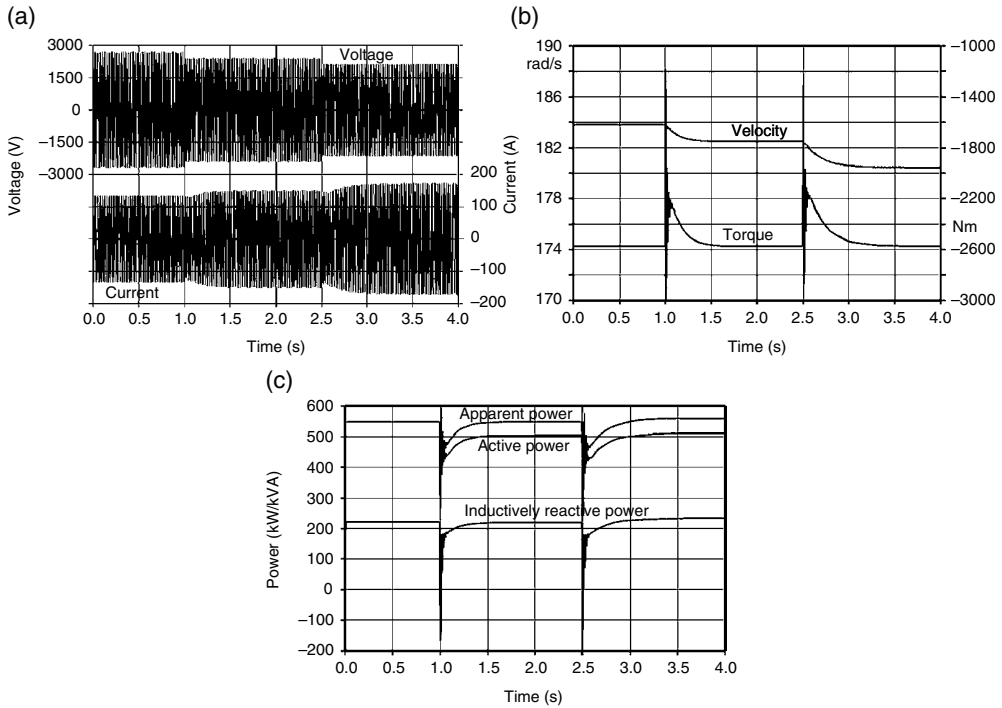 (a)
Voltage (V)
3000
1500
0
–1500
–3000
Voltage
Current
200
100
0
–100
–200
Current (A)
0.0 0.5 1.0 1.5 2.0 2.5 3.0 3.5 4.0
Time (s)
(b)
190
rad/s
186
182
178
174
170
Velocity
Torque
–1000
–1400
–1800
–2200
Nm
–2600
–3000
0.0 0.5 1.0 1.5 2.0 2.5 3.0 3.5 4.0
Time (s)
(c)
Power (kW/kVA)
600
500
400
300
200
100
0
–100
–200
Apparent power
Active power
Inductively reactive power
0.0 0.5 1.0 1.5 2.0 2.5 3.0 3.5 4.0
Time (s)